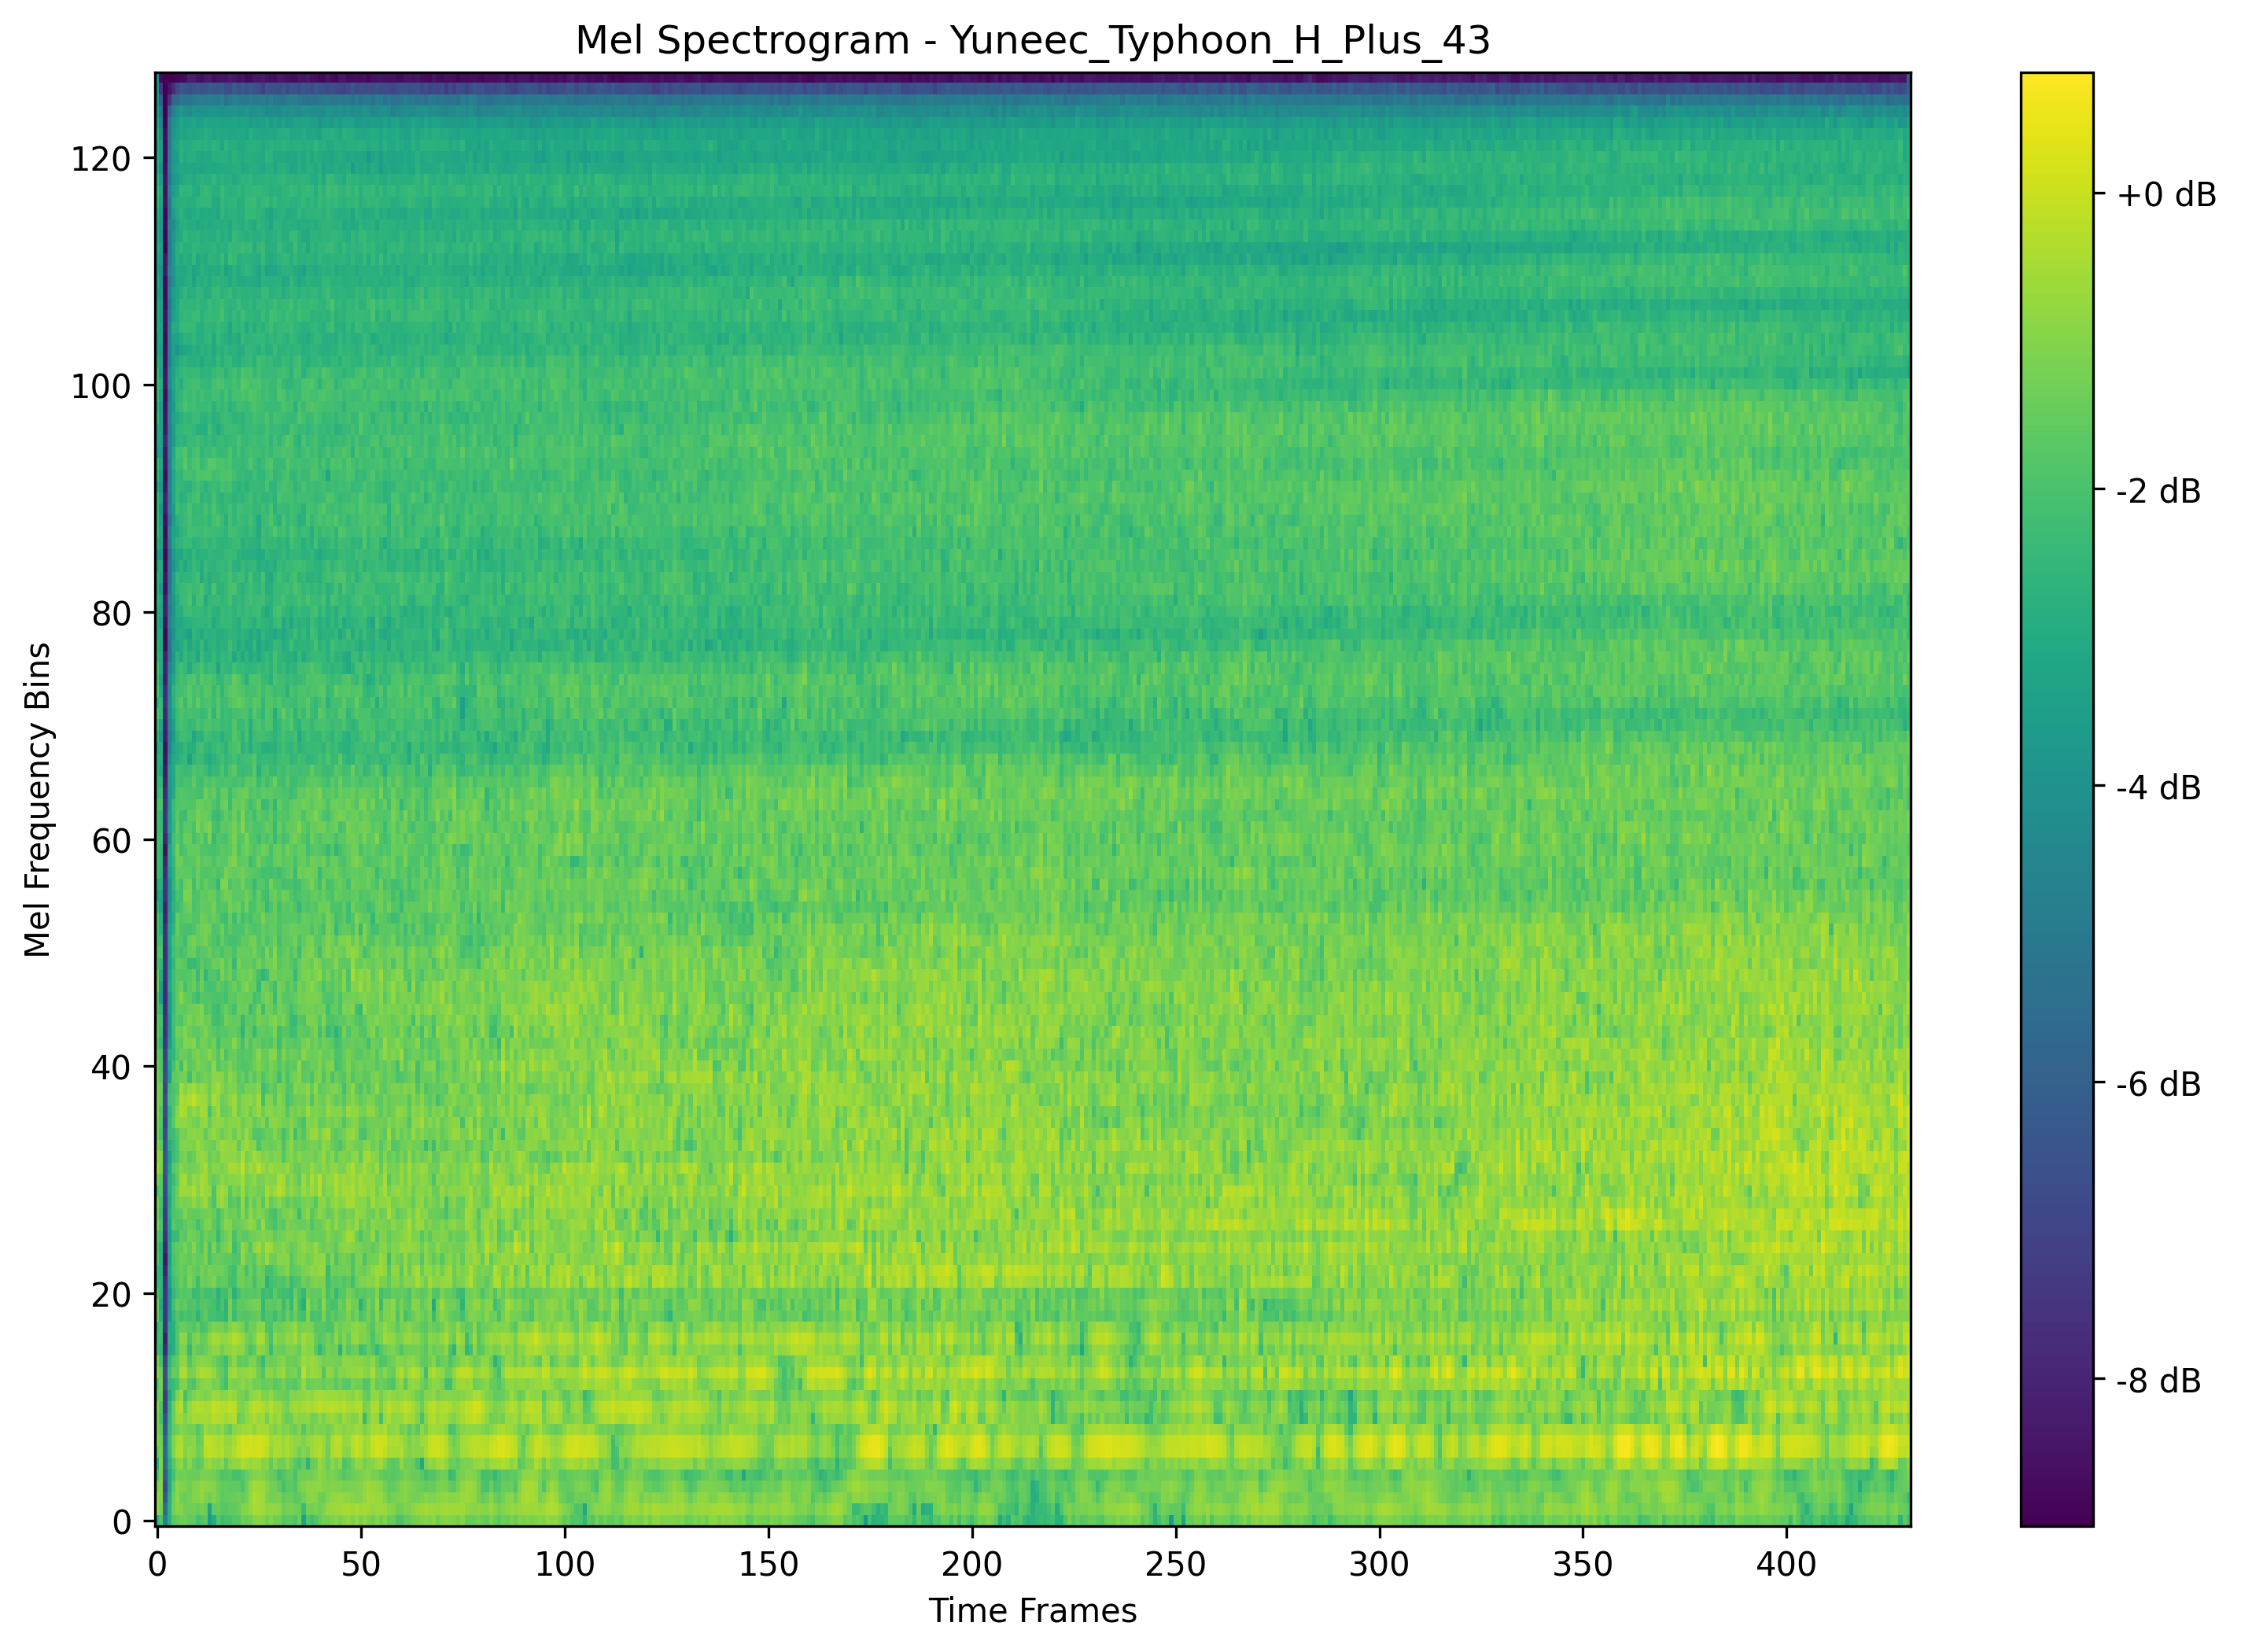 Mel Spectrogram - Yuneec_Typhoon_H_Plus_43
Mel Frequency Bins
120
100
80
60
40
20
0
0 50 100 150 200 250 300 350 400
Time Frames
+0 dB
-2 dB
-4 dB
-6 dB
-8 dB